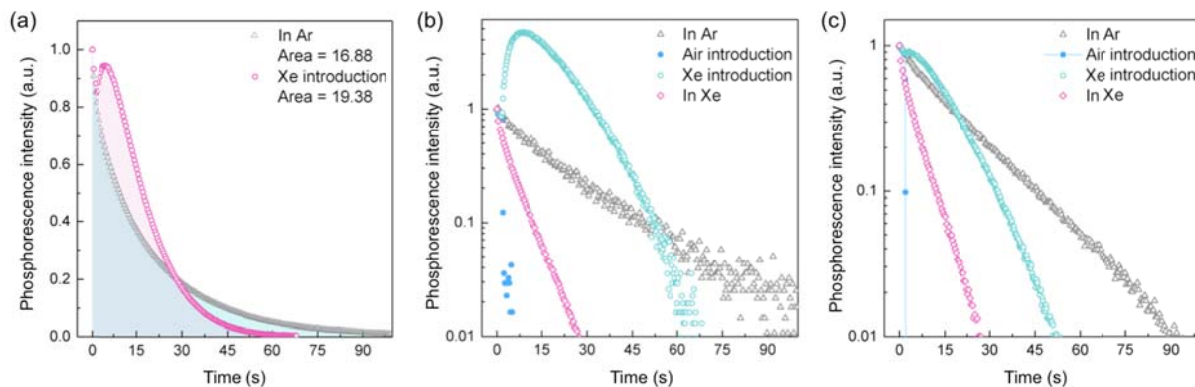 (a)
Phosphorescence intensity (a.u.)
1.0
0.8
0.6
0.4
0.2
0.0
In Ar
Area = 16.88
Xe introduction
Area = 19.38
0 15 30 45 60 75 90
Time (s)
(b)
Phosphorescence intensity (a.u.)
1
0.1
0.01
In Ar
Air introduction
Xe introduction
In Xe
0 15 30 45 60 75 90
Time (s)
(c)
Phosphorescence intensity (a.u.)
1
0.1
0.01
In Ar
Air introduction
Xe introduction
In Xe
0 30 60 90
Time (s)